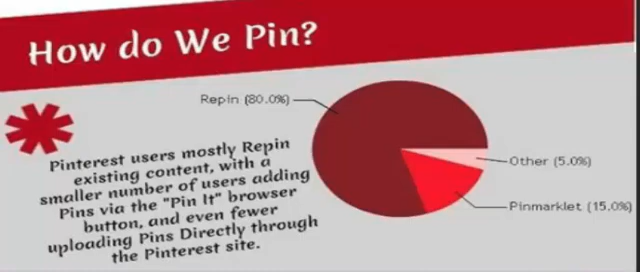 How do We Pin?
Repin (80.0%)
Pinterest users mostly Repin
existing content, with a
smaller number of users adding
Pins via the "Pin It" browser
button, and even fewer
uploading Pins Directly through
the Pinterest site.
Other (5.0%)
Pinmarklet (15.0%)